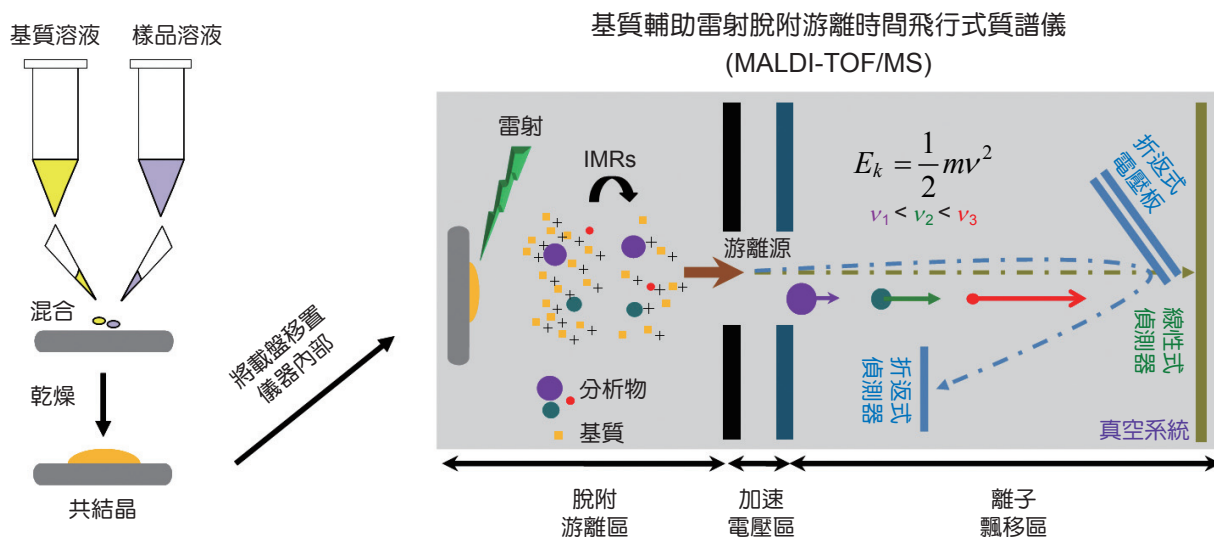 基質溶液
樣品溶液
混合
乾燥
共結晶
將載盤移置
儀器內部
基質輔助雷射脫附游離時間飛行式質譜儀
(MALDI-TOF/MS)
雷射
IMRs
分析物
基質
游離源
E_k = 1/2 mν²
ν₁ < ν₂ < ν₃
折返式
電壓板
線性式
偵測器
折返式
偵測器
真空系統
脫附
游離區
加速
電壓區
離子
飄移區